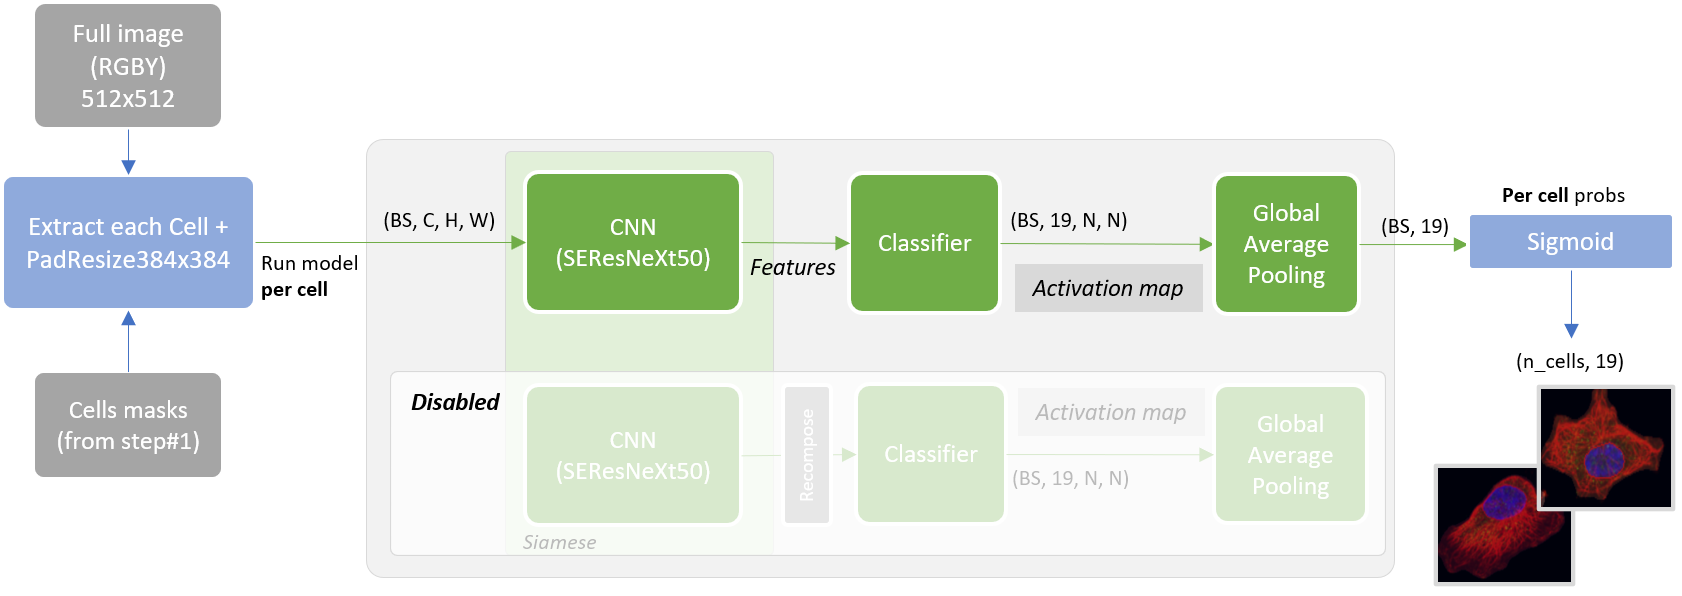 Full image
(RGBY)
512x512
Extract each Cell +
PadResize384x384
Cells masks
(from step#1)
Run model
per cell
(BS, C, H, W)
CNN
(SEResNeXt50)
Features
Classifier
(BS, 19, N, N)
Activation map
Global
Average
Pooling
(BS, 19)
Per cell probs
Sigmoid
(n_cells, 19)
Disabled
CNN
(SEResNeXt50)
Siamese
Recompose
Classifier
Activation map
(BS, 19, N, N)
Global
Average
Pooling